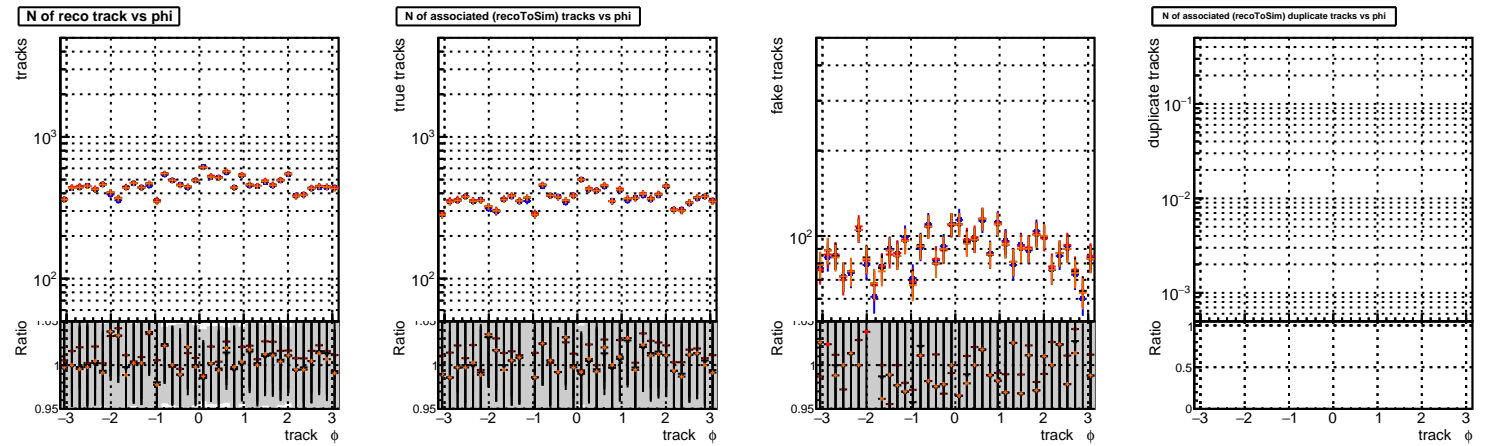 N of reco track vs phi
tracks
10³
10²
Ratio
1.05
1
0.95
−3 −2 −1 0 1 2 3
track φ
N of associated (recoToSim) tracks vs phi
true tracks
10³
10²
Ratio
1.05
1
0.95
−3 −2 −1 0 1 2 3
track φ
fake tracks
10²
Ratio
1.05
1
0.95
−3 −2 −1 0 1 2 3
track φ
N of associated (recoToSim) duplicate tracks vs phi
duplicate tracks
10⁻¹
10⁻²
10⁻³
Ratio
1
0.5
0
−3 −2 −1 0 1 2 3
track φ